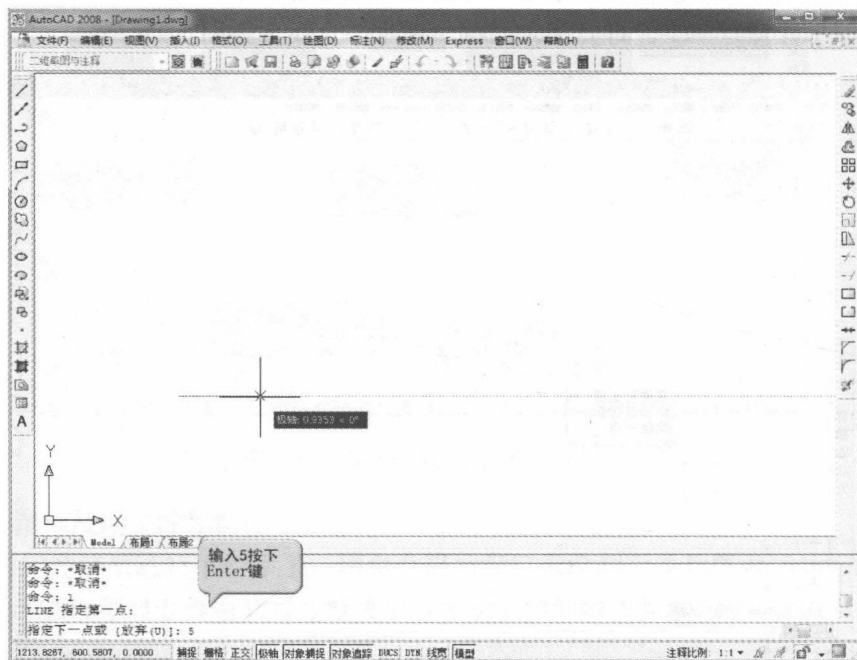 AutoCAD 2008 - [Drawing1.dwg]
文件(F) 编辑(E) 视图(V) 插入(I) 格式(O) 工具(T) 绘图(D) 标注(N) 修改(M) Express 窗口(W) 帮助(H)
二维草图与注释
极轴: 0.9353 < 0°
Y
X
A
Model 布局1 布局2
输入5按下
Enter键
命令: *取消*
命令: *取消*
命令: l
LINE 指定第一点:
指定下一点或 [放弃(U)]: 5
1213.8287, 600.5807, 0.0000 捕捉 栅格 正交 极轴 对象捕捉 对象追踪 DUCS DYN 线宽 模型 注释比例: 1:1